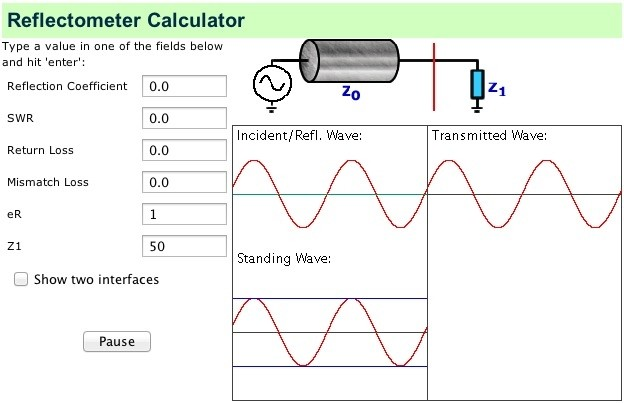 Reflectometer Calculator
Type a value in one of the fields below
and hit 'enter':
Reflection Coefficient 0.0
SWR 0.0
Return Loss 0.0
Mismatch Loss 0.0
eR 1
Z1 50
Show two interfaces
Pause
Z0
Z1
Incident/Refl. Wave:
Transmitted Wave:
Standing Wave: